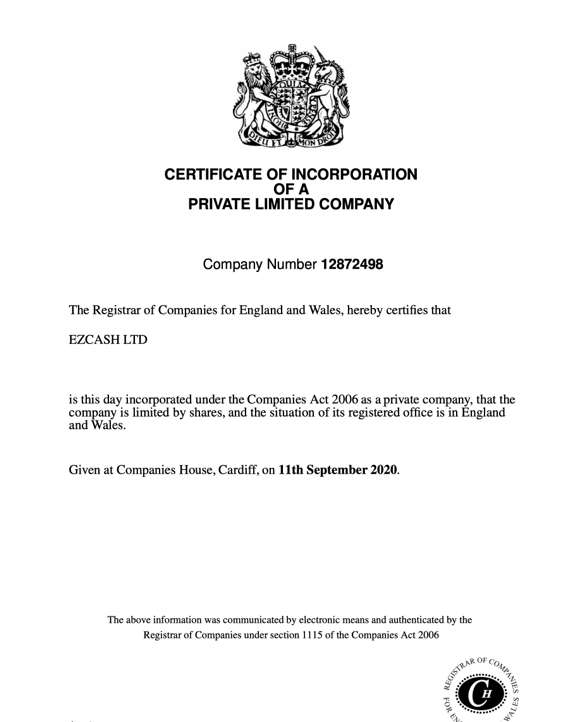 DIEU ET MON DROIT
CERTIFICATE OF INCORPORATION
OF A
PRIVATE LIMITED COMPANY
Company Number 12872498
The Registrar of Companies for England and Wales, hereby certifies that
EZCASH LTD
is this day incorporated under the Companies Act 2006 as a private company, that the
company is limited by shares, and the situation of its registered office is in England
and Wales.
Given at Companies House, Cardiff, on 11th September 2020.
The above information was communicated by electronic means and authenticated by the
Registrar of Companies under section 1115 of the Companies Act 2006
REGISTRAR OF COMPANIES
FOR EN
WALES
CH